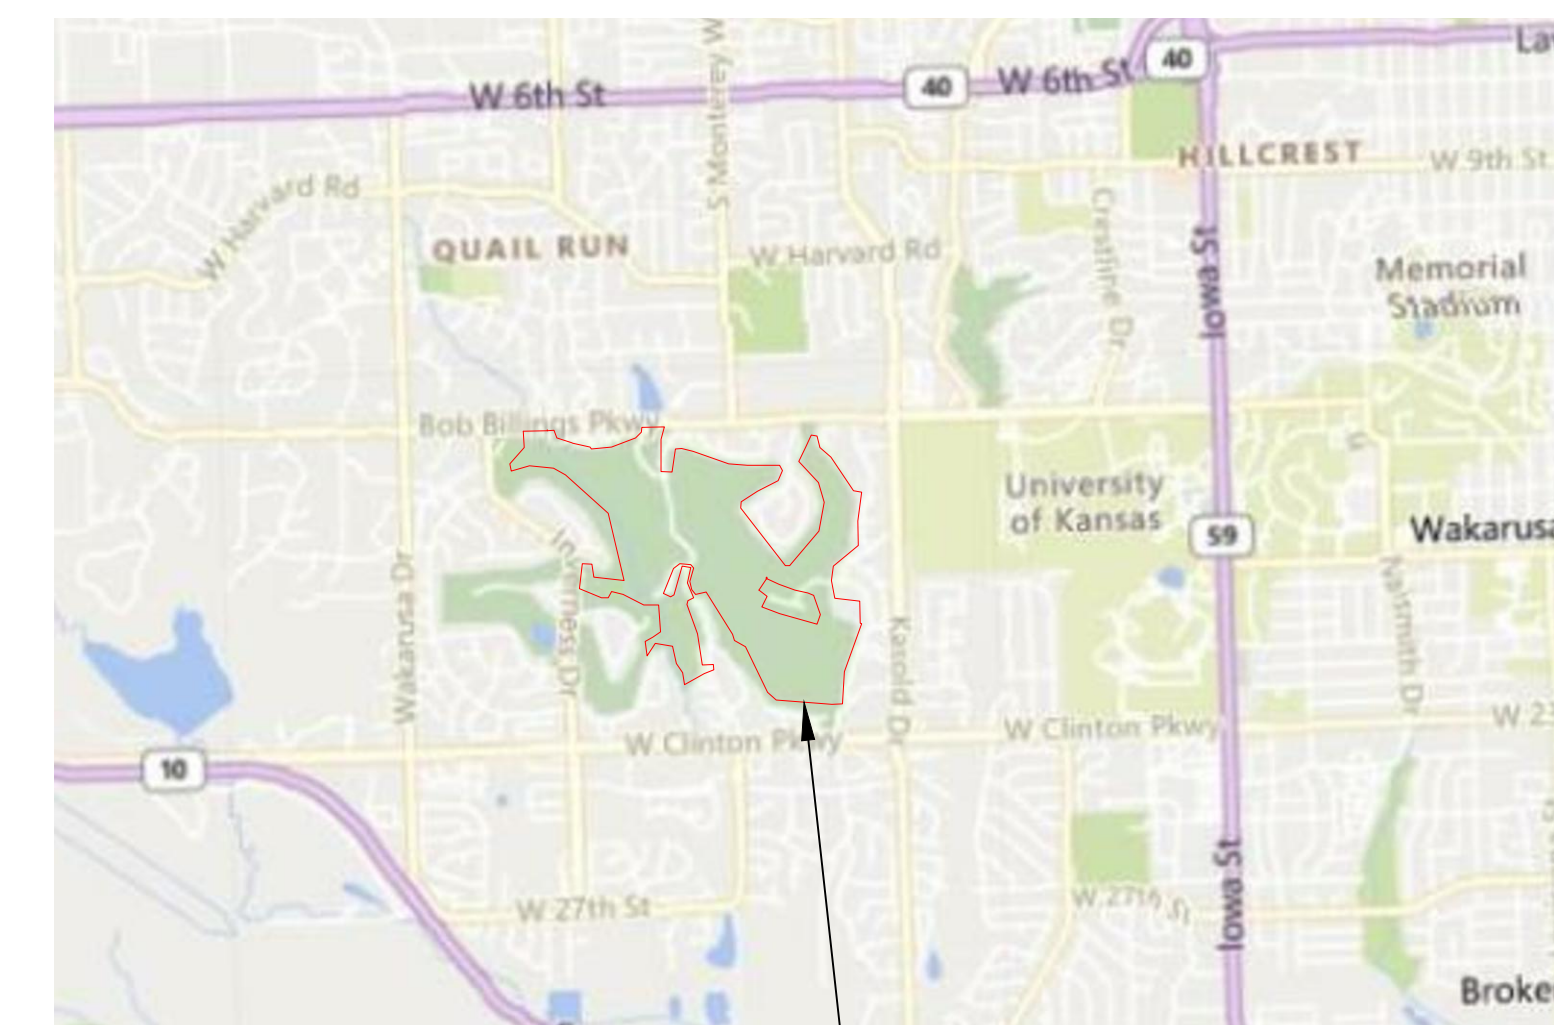 La
40
40
W 6th St
W 6th St
S Monterey W
HILLCREST
W 9th St
W Harvard Rd
QUAIL RUN
W Harvard Rd
Crestline Dr
Iowa St
Memorial
Stadium
Bob Billings Pkwy
University
of Kansas
59
Wakarusa
Inverness Dr
Wakarusa Dr
Kasold Dr
Naismith Dr
W Clinton Pkwy
W Clinton Pkwy
W 23
10
W 27th St
W 27th St
Iowa St
Broke